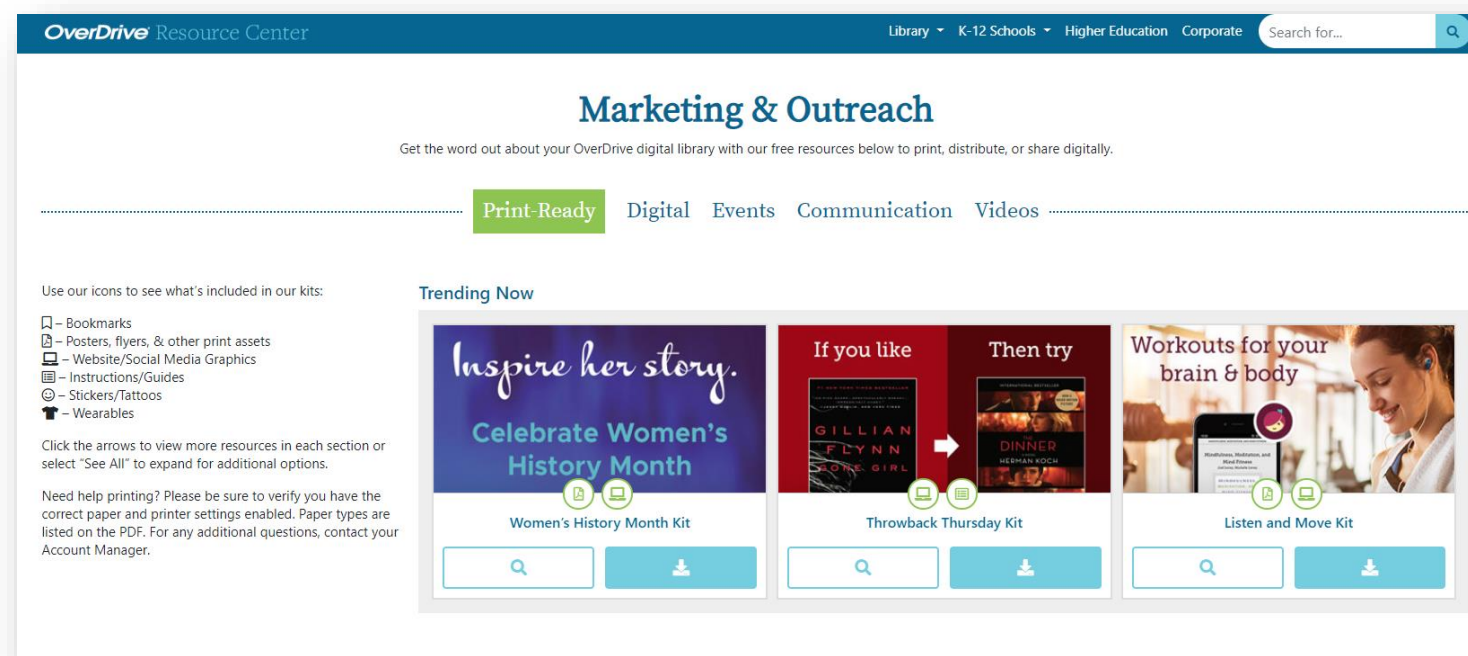 OverDrive Resource Center
Library K-12 Schools Higher Education Corporate Search for...
Marketing & Outreach
Get the word out about your OverDrive digital library with our free resources below to print, distribute, or share digitally.
Print-Ready Digital Events Communication Videos
Use our icons to see what's included in our kits:
– Bookmarks
– Posters, flyers, & other print assets
– Website/Social Media Graphics
– Instructions/Guides
– Stickers/Tattoos
– Wearables
Click the arrows to view more resources in each section or
select "See All" to expand for additional options.
Need help printing? Please be sure to verify you have the
correct paper and printer settings enabled. Paper types are
listed on the PDF. For any additional questions, contact your
Account Manager.
Trending Now
Inspire her story.
Celebrate Women's
History Month
Women's History Month Kit
If you like
Then try
GILLIAN
FLYNN
GONE GIRL
INTERNATIONAL BESTSELLER
THE
DINNER
HERMAN KOCH
Throwback Thursday Kit
Workouts for your
brain & body
Mindfulness, Meditation, and
Mind Fitness
Listen and Move Kit